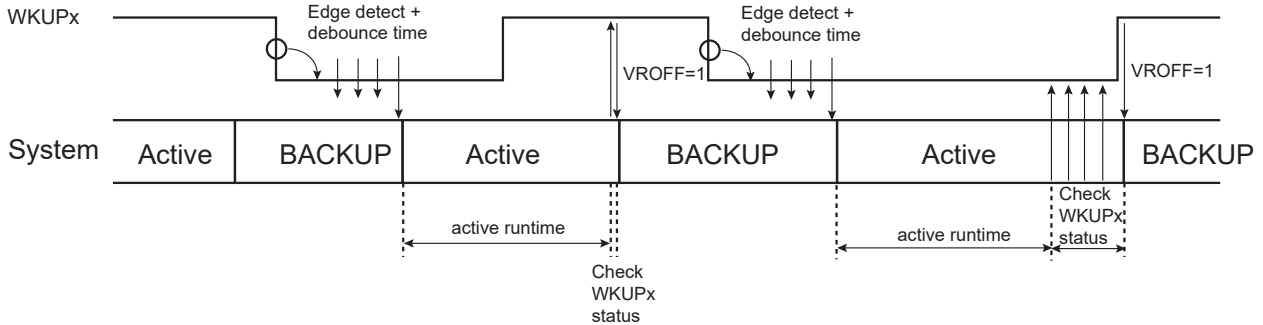 WKUPx
Edge detect +
debounce time
VROFF=1
Edge detect +
debounce time
VROFF=1
System
Active
BACKUP
Active
BACKUP
Active
BACKUP
active runtime
Check
WKUPx
status
active runtime
Check
WKUPx
status